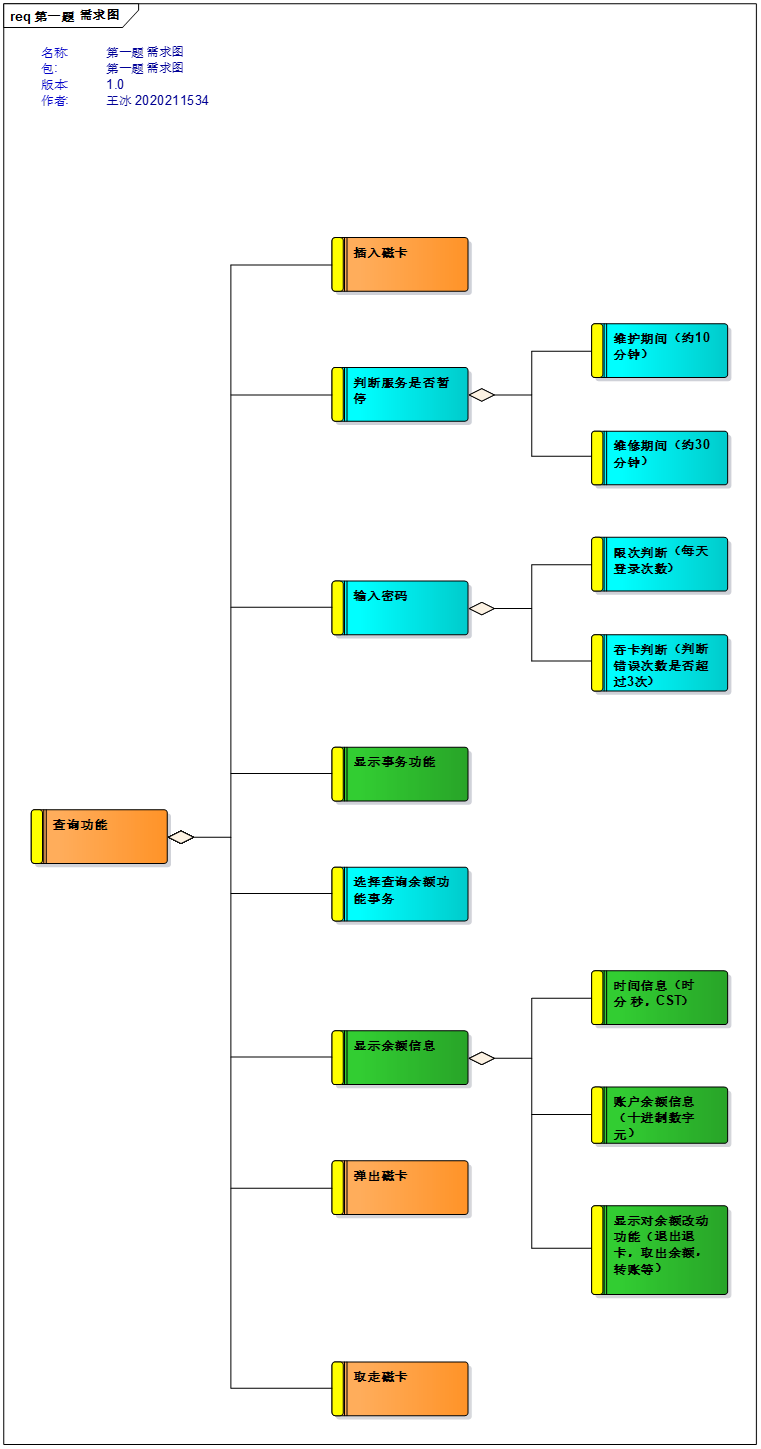 req 第一题 需求图
名称: 第一题 需求图
包: 第一题 需求图
版本: 1.0
作者: 王冰 2020211534
插入磁卡
判断服务是否暂
停
维护期间（约10
分钟）
维修期间（约30
分钟）
输入密码
限次判断（每天
登录次数）
吞卡判断（判断
错误次数是否超
过3次）
显示事务功能
查询功能
选择查询余额功
能事务
显示余额信息
时间信息（时
分 秒，CST）
账户余额信息
（十进制数字
元）
显示对余额改动
功能（退出退
卡，取出余额，
转账等）
弹出磁卡
取走磁卡